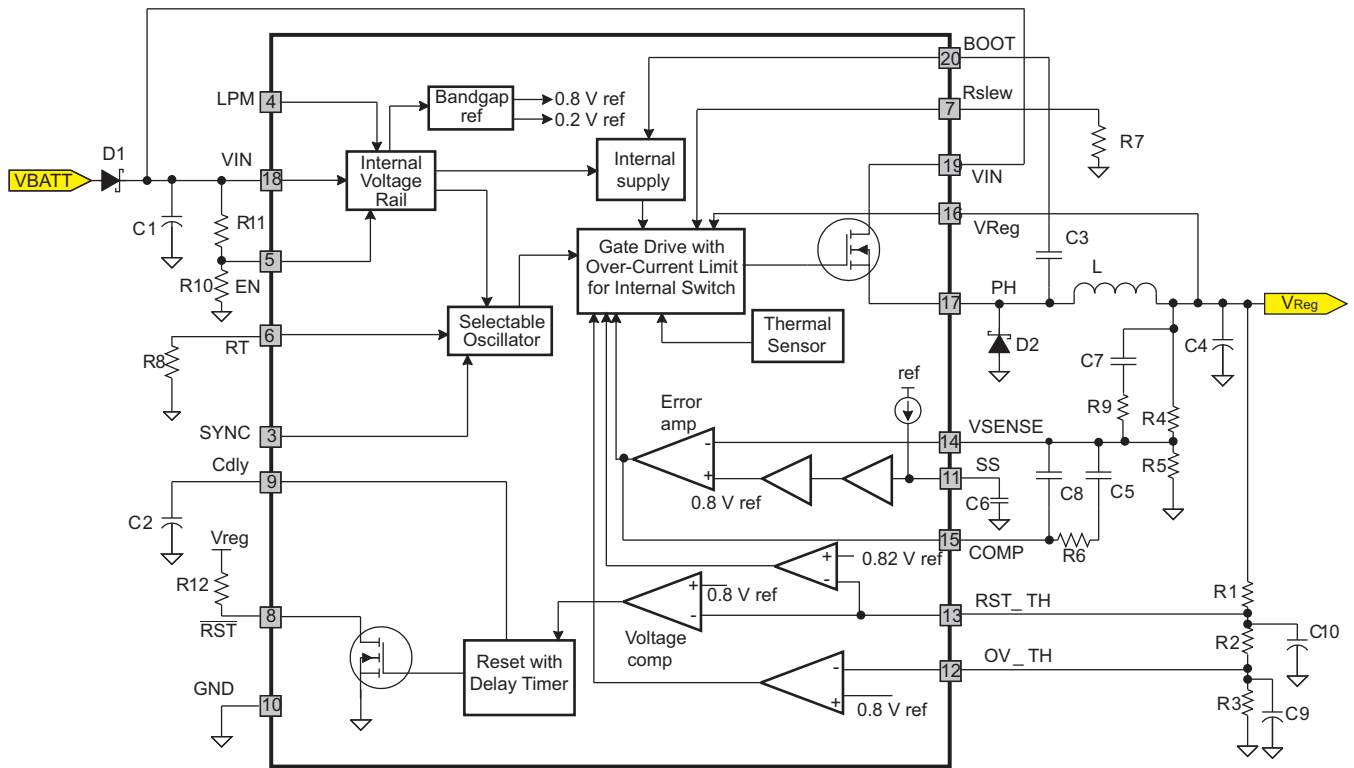 BOOT
20
LPM
4
Bandgap
ref
0.8 V ref
0.2 V ref
Rslew
7
R7
D1
VBATT
VIN
18
Internal
Voltage
Rail
Internal
supply
19
VIN
16
VReg
C1
R11
5
R10
EN
Gate Drive with
Over-Current Limit
for Internal Switch
C3
L
PH
17
VReg
6
RT
R8
Selectable
Oscillator
Thermal
Sensor
D2
C7
C4
ref
R9
R4
Error
amp
SYNC
3
VSENSE
14
-
+
0.8 V ref
SS
11
C6
C8
C5
R5
Cdly
9
C2
15
COMP
R6
Vreg
R12
+
-
0.82 V ref
R1
+
-
0.8 V ref
RST_TH
13
8
RST
Voltage
comp
C10
R2
Reset with
Delay Timer
OV_TH
12
-
+
0.8 V ref
GND
10
R3
C9